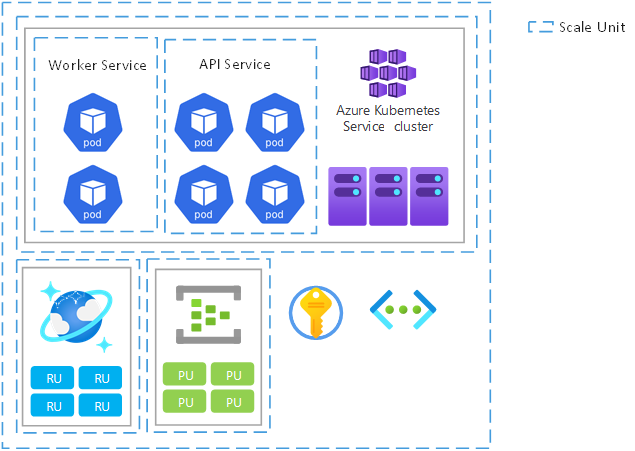 Scale Unit
Worker Service
API Service
Azure Kubemetes
Service cluster
pod
pod
pod
pod
pod
pod
RU
RU
RU
RU
PU
PU
PU
PU